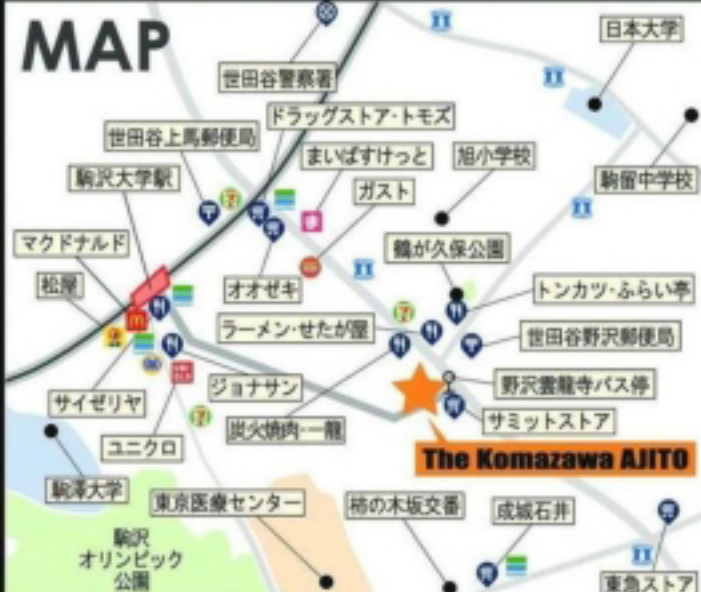 MAP
日本大学
世田谷警察署
ドラッグストア・トモズ
世田谷上馬郵便局
まいばすけっと
旭小学校
駒沢大学駅
ガスト
駒留中学校
マクドナルド
鶴が久保公園
松屋
オオゼキ
トンカツ・ふらい亭
ラーメン・せたが屋
世田谷野沢郵便局
サイゼリヤ
ジョナサン
野沢雲龍寺バス停
炭火焼肉・一龍
サミットストア
ユニクロ
The Komazawa AJITO
駒澤大学
東京医療センター
柿の木坂交番
成城石井
駒沢
オリンピック
公園
東急ストア